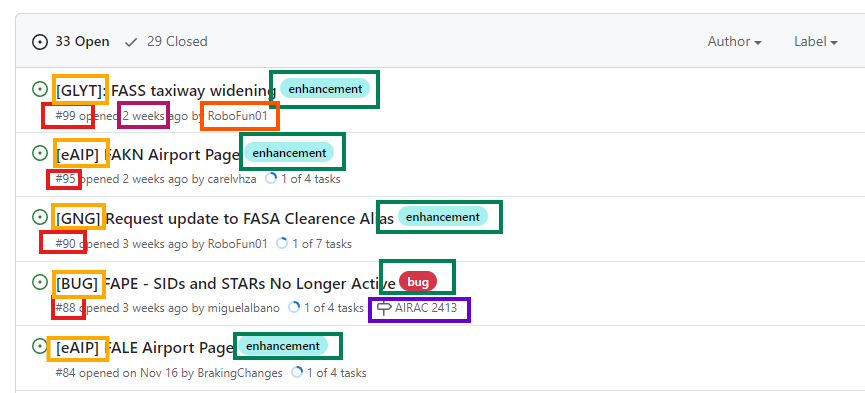 33 Open 29 Closed Author Label
[GLYT]: FASS taxiway widening enhancement
#99 opened 2 weeks ago by RoboFun01
[eAIP] FAKN Airport Page enhancement
#95 opened 2 weeks ago by carelvhza 1 of 4 tasks
[GNG] Request update to FASA Clearence Alias enhancement
#90 opened 3 weeks ago by RoboFun01 1 of 7 tasks
[BUG] FAPE - SIDs and STARs No Longer Active bug
#88 opened 3 weeks ago by miguelalbano 1 of 4 tasks AIRAC 2413
[eAIP] FALE Airport Page enhancement
#84 opened on Nov 16 by BrakingChanges 1 of 4 tasks